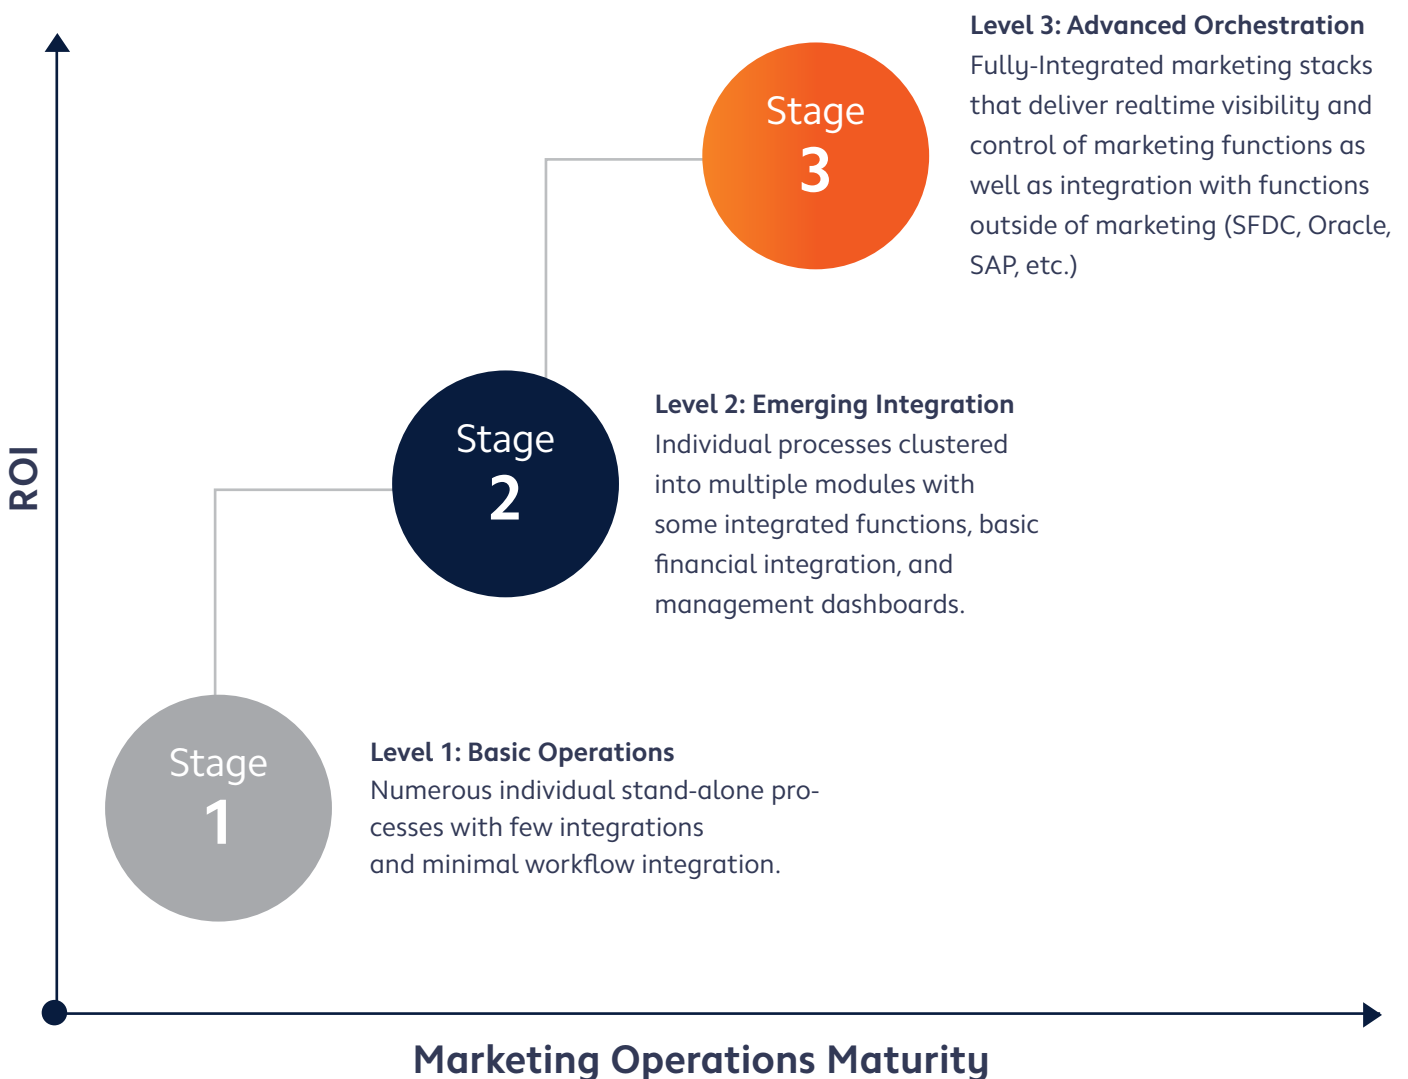 Level 3: Advanced Orchestration
Fully-Integrated marketing stacks
that deliver realtime visibility and
control of marketing functions as
well as integration with functions
outside of marketing (SFDC, Oracle,
SAP, etc.)
Stage
3
Level 2: Emerging Integration
Individual processes clustered
into multiple modules with
some integrated functions, basic
financial integration, and
management dashboards.
Stage
2
ROI
Level 1: Basic Operations
Numerous individual stand-alone pro-
cesses with few integrations
and minimal workflow integration.
Stage
1
Marketing Operations Maturity